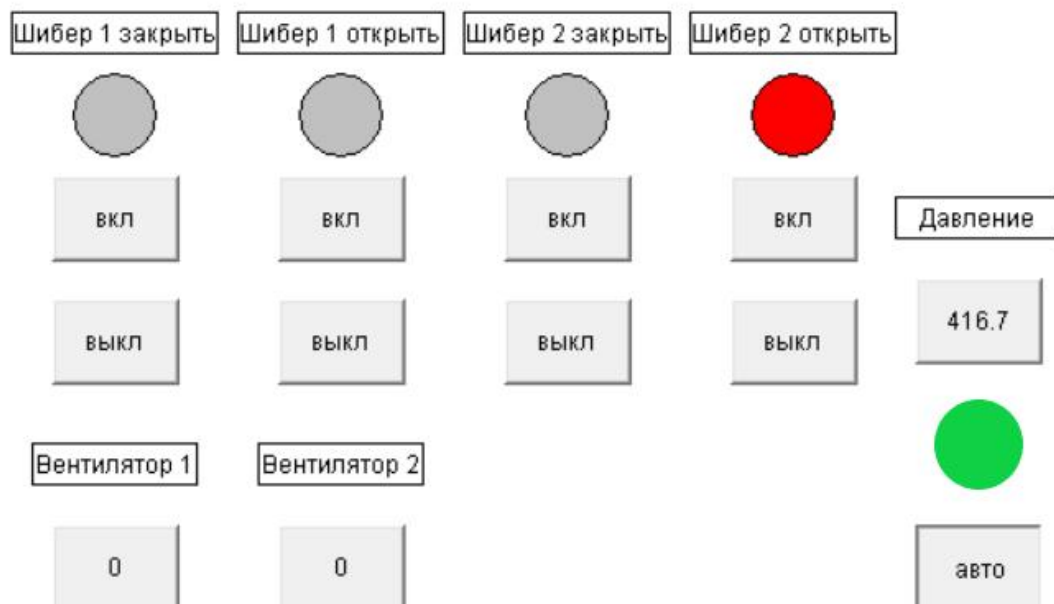 Шибер 1 закрыть
Шибер 1 открыть
Шибер 2 закрыть
Шибер 2 открыть
вкл
вкл
вкл
вкл
Давление
416.7
выкл
выкл
выкл
выкл
Вентилятор 1
Вентилятор 2
0
0
авто